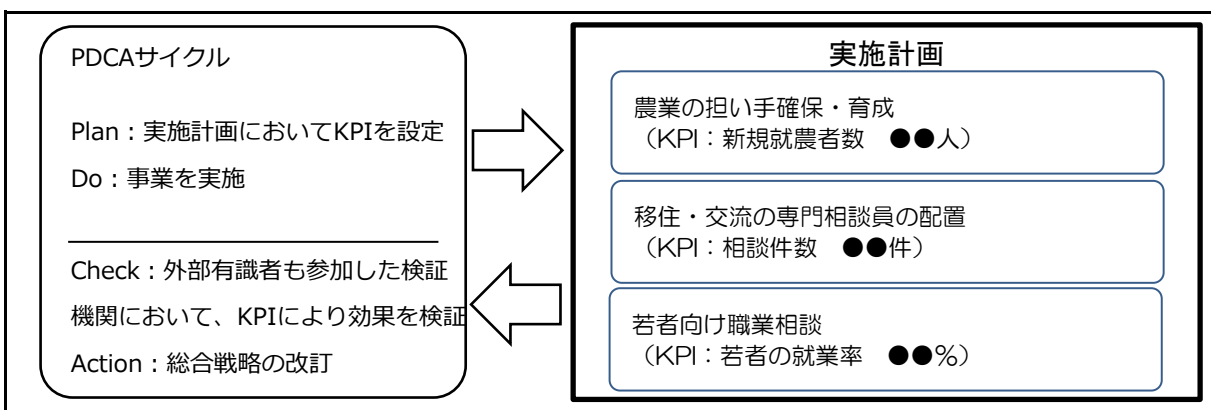 PDCAサイクル
Plan:実施計画においてKPIを設定
Do:事業を実施
Check:外部有識者も参加した検証
機関において、KPIにより効果を検証
Action:総合戦略の改訂
実施計画
農業の担い手確保・育成
(KPI:新規就農者数 ●●人)
移住・交流の専門相談員の配置
(KPI:相談件数 ●●件)
若者向け職業相談
(KPI:若者の就業率 ●●%)